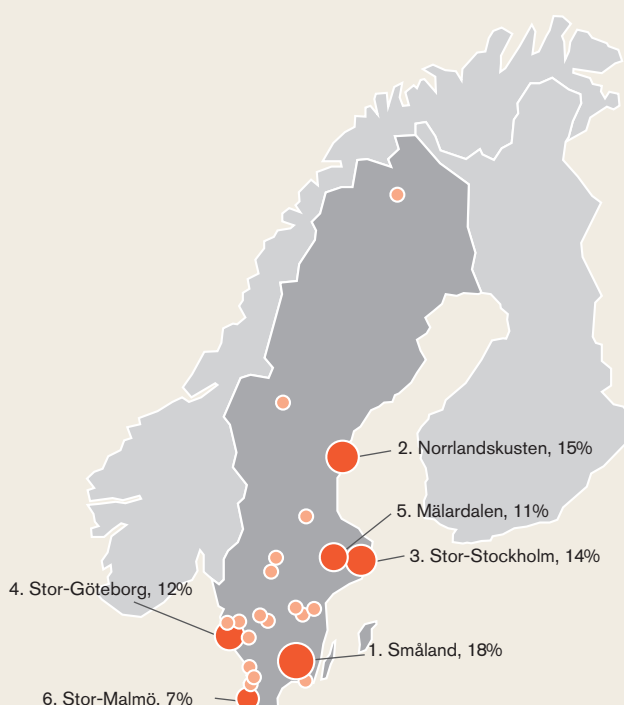 2. Norrlandskusten, 15%
5. Mälardalen, 11%
3. Stor-Stockholm, 14%
4. Stor-Göteborg, 12%
1. Småland, 18%
6. Stor-Malmö, 7%